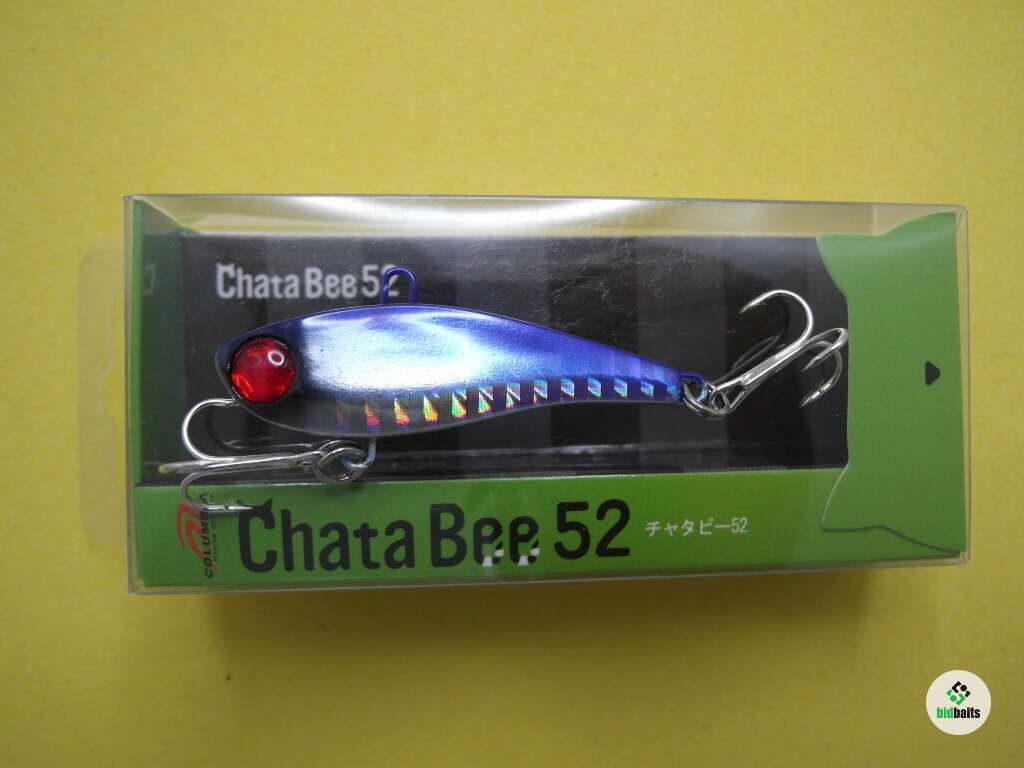 Chata Bee 52
Chata Bee 52 チャタビー52
COLUMBIA
bidbaits